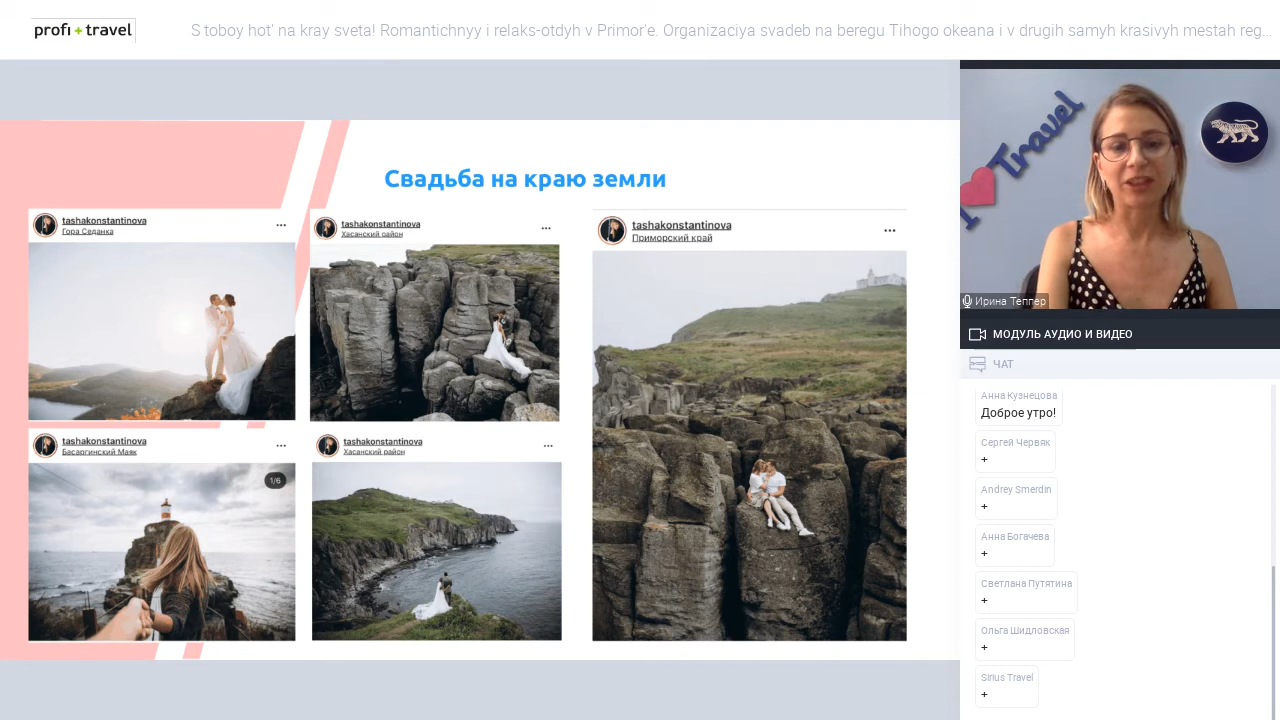 profi + travel
S toboy hot' na kray sveta! Romantichnyy i relaks-otdyh v Primor'e. Organizaciya svadeb na beregu Tihogo okeana i v drugih samyh krasivyh mestah reg...
Свадьба на краю земли
tashakonstantinova
Гора Седанка
tashakonstantinova
Хасанский район
tashakonstantinova
Приморский край
tashakonstantinova
Басаргинский Маяк
1/6
tashakonstantinova
Хасанский район
I
Travel
Ирина Теппер
МОДУЛЬ АУДИО И ВИДЕО
ЧАТ
Анна Кузнецова
Доброе утро!
Сергей Червяк
+
Andrey Smerdin
+
Анна Богачева
+
Светлана Путятина
+
Ольга Шидловская
+
Sirius Travel
+